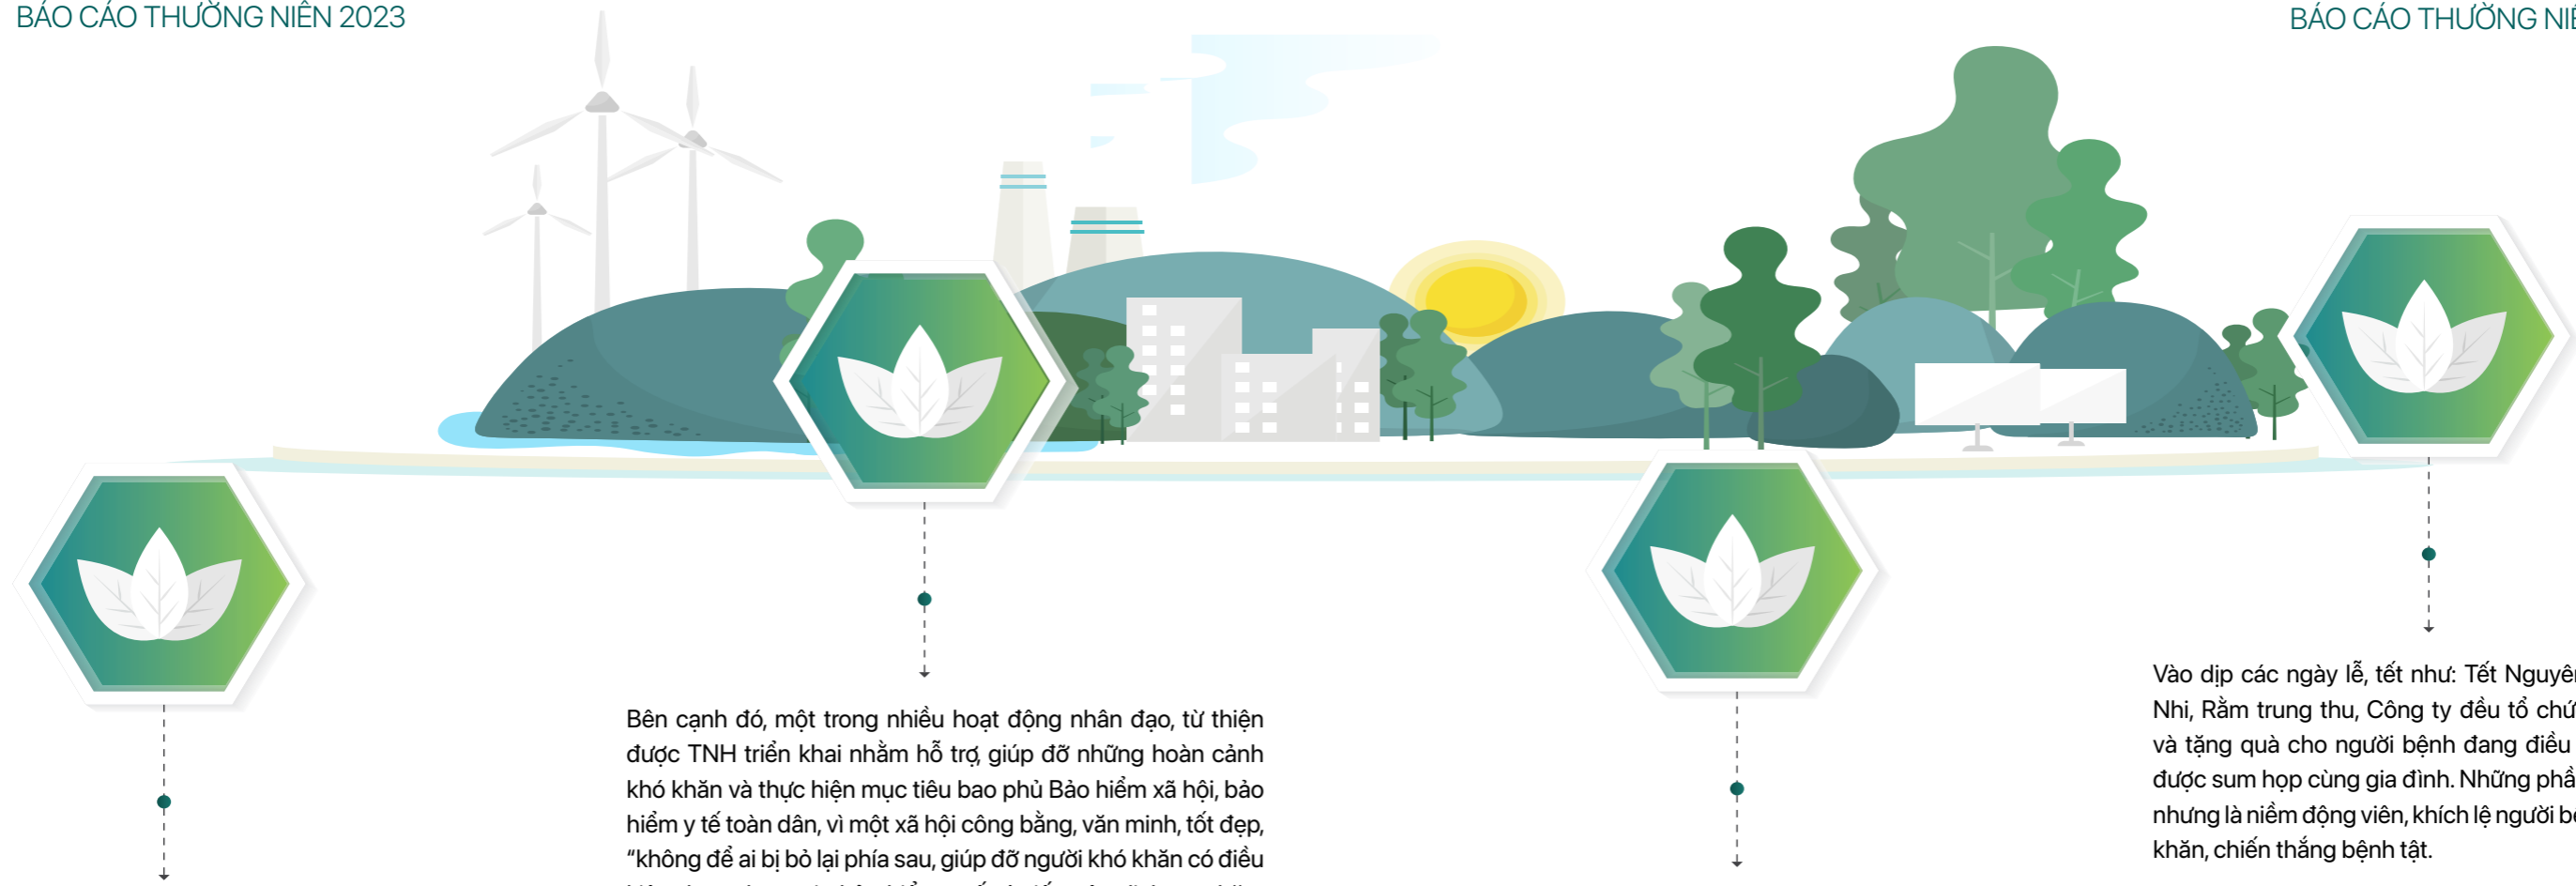 BÁO CÁO THƯỜNG NIÊN 2023
BÁO CÁO THƯỜNG
Bên cạnh đó, một trong nhiều hoạt động nhân đạo, từ thiện
được TNH triển khai nhằm hỗ trợ, giúp đỡ những hoàn cảnh
khó khăn và thực hiện mục tiêu bao phủ Bảo hiểm xã hội, bảo
hiểm y tế toàn dân, vì một xã hội công bằng, văn minh, tốt đẹp,
“không để ai bị bỏ lại phía sau, giúp đỡ người khó khăn có điều
Vào dịp các ngày lễ, tết như: Tết Nguyên
Nhi, Rằm trung thu, Công ty đều tổ
và tặng quà cho người bệnh đang điều
được sum họp cùng gia đình. Những
nhưng là niềm động viên, khích lệ người
khăn, chiến thắng bệnh tật.